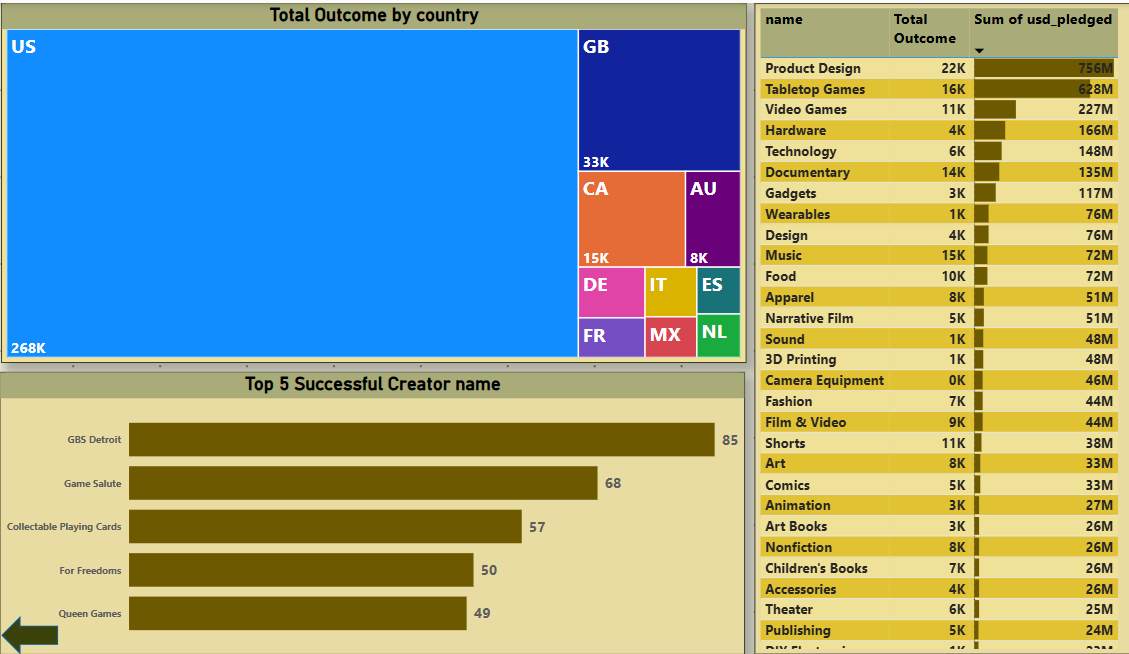 Total Outcome by country
US
268K
GB
33K
CA
15K
AU
8K
DE
IT
ES
FR
MX
NL
Top 5 Successful Creator name
GBS Detroit 85
Game Salute 68
Collectable Playing Cards 57
For Freedoms 50
Queen Games 49
name Total Outcome Sum of usd_pledged
Product Design 22K 756M
Tabletop Games 16K 628M
Video Games 11K 227M
Hardware 4K 166M
Technology 6K 148M
Documentary 14K 135M
Gadgets 3K 117M
Wearables 1K 76M
Design 4K 76M
Music 15K 72M
Food 10K 72M
Apparel 8K 51M
Narrative Film 5K 51M
Sound 1K 48M
3D Printing 1K 48M
Camera Equipment 0K 46M
Fashion 7K 44M
Film & Video 9K 44M
Shorts 11K 38M
Art 8K 33M
Comics 5K 33M
Animation 3K 27M
Art Books 3K 26M
Nonfiction 8K 26M
Children's Books 7K 26M
Accessories 4K 26M
Theater 6K 25M
Publishing 5K 24M